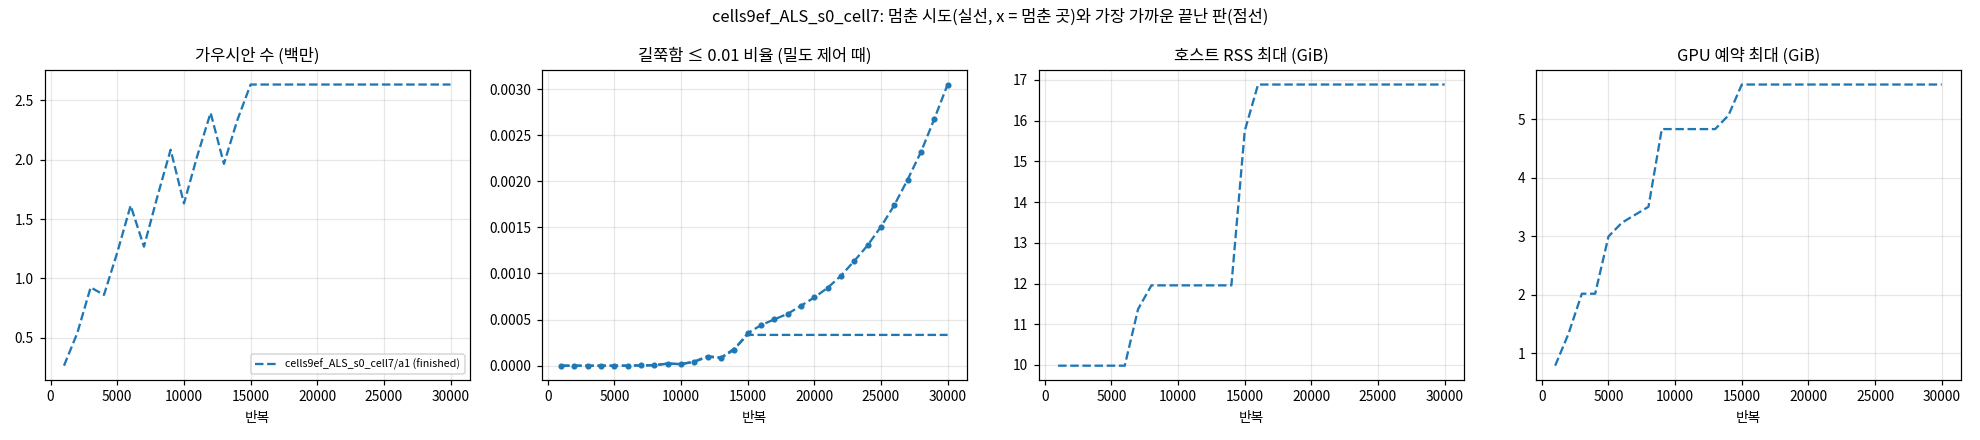 cells9ef_ALS_s0_cell7: 멈춘 시도(실선, x = 멈춘 곳)와 가장 가까운 끝난 판(점선)
가우시안 수 (백만)
2.5
2.0
1.5
1.0
0.5
cells9ef_ALS_s0_cell7/a1 (finished)
0 5000 10000 15000 20000 25000 30000
반복
길쭉함 ≤ 0.01 비율 (밀도 제어 때)
0.0030
0.0025
0.0020
0.0015
0.0010
0.0005
0.0000
0 5000 10000 15000 20000 25000 30000
반복
호스트 RSS 최대 (GiB)
17
16
15
14
13
12
11
10
0 5000 10000 15000 20000 25000 30000
반복
GPU 예약 최대 (GiB)
5
4
3
2
1
0 5000 10000 15000 20000 25000 30000
반복